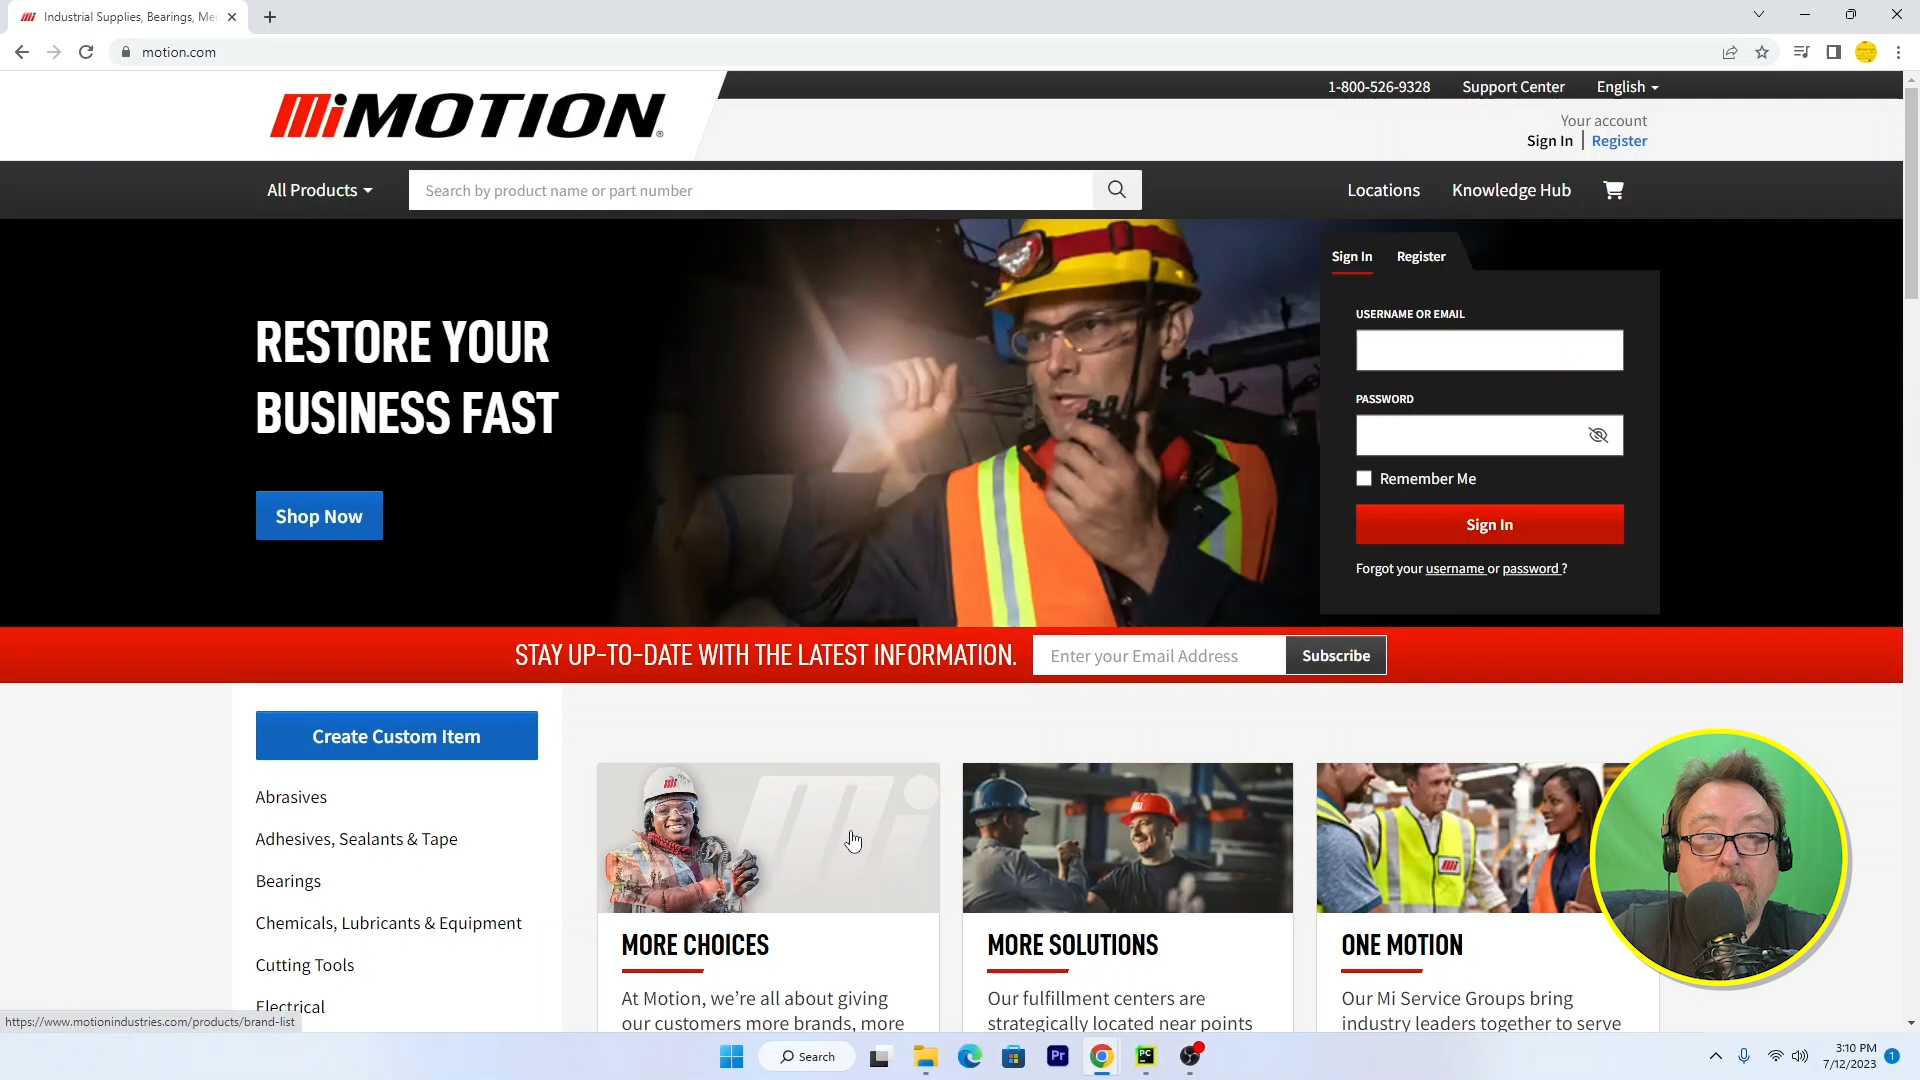 Industrial Supplies, Bearings, Mec
motion.com
1-800-526-9328 Support Center English
MiMOTION®
Your account
Sign In | Register
All Products
Search by product name or part number
Locations Knowledge Hub
Sign In Register
RESTORE YOUR
BUSINESS FAST
Shop Now
USERNAME OR EMAIL
PASSWORD
Remember Me
Sign In
Forgot your username or password ?
STAY UP-TO-DATE WITH THE LATEST INFORMATION.
Enter your Email Address
Subscribe
Create Custom Item
Abrasives
Adhesives, Sealants & Tape
Bearings
Chemicals, Lubricants & Equipment
Cutting Tools
Electrical
MORE CHOICES
At Motion, we're all about giving
our customers more brands, more
MORE SOLUTIONS
Our fulfillment centers are
strategically located near points
ONE MOTION
Our Mi Service Groups bring
industry leaders together to serve
https://www.motionindustries.com/products/brand-list
Search
Pr
PC
3:10 PM
7/12/2023
1